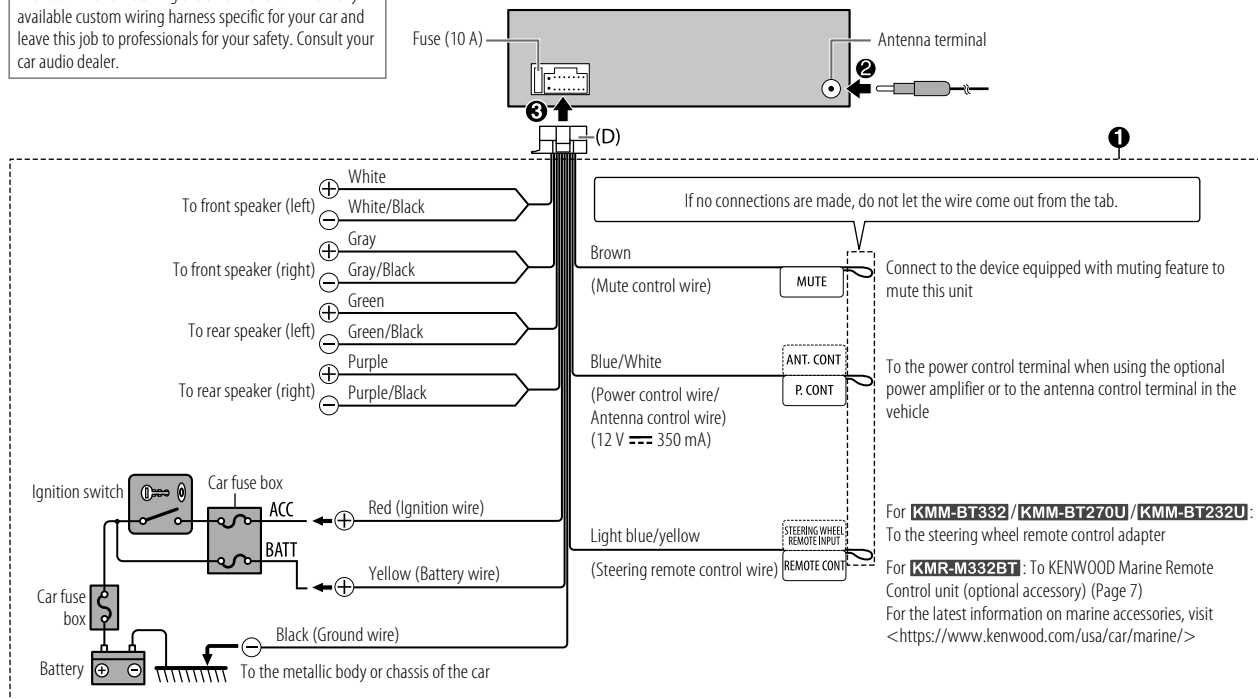 available custom wiring harness specific for your car and
leave this job to professionals for your safety. Consult your
car audio dealer.
Fuse (10 A)
Antenna terminal
2
3
(D)
1
To front speaker (left)
White
White/Black
To front speaker (right)
Gray
Gray/Black
To rear speaker (left)
Green
Green/Black
To rear speaker (right)
Purple
Purple/Black
If no connections are made, do not let the wire come out from the tab.
Brown
(Mute control wire)
MUTE
Connect to the device equipped with muting feature to
mute this unit
Blue/White
(Power control wire/
Antenna control wire)
(12 V ⎓ 350 mA)
ANT. CONT
P. CONT
To the power control terminal when using the optional
power amplifier or to the antenna control terminal in the
vehicle
Ignition switch
Car fuse box
ACC
BATT
Red (Ignition wire)
Yellow (Battery wire)
Car fuse
box
Battery
Black (Ground wire)
To the metallic body or chassis of the car
Light blue/yellow
(Steering remote control wire)
STEERING WHEEL
REMOTE INPUT
REMOTE CONT
For KMM-BT332 / KMM-BT270U / KMM-BT232U :
To the steering wheel remote control adapter
For KMR-M332BT : To KENWOOD Marine Remote
Control unit (optional accessory) (Page 7)
For the latest information on marine accessories, visit
<https://www.kenwood.com/usa/car/marine/>